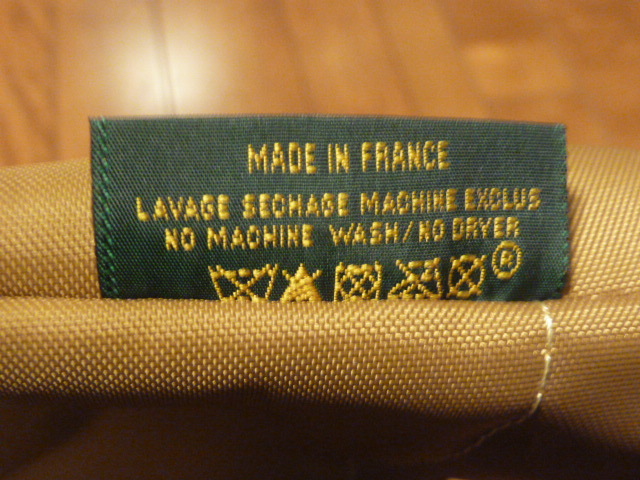 MADE IN FRANCE
LAVAGE SECHAGE MACHINE EXCLUS
NO MACHINE WASH/NO DRYER
®